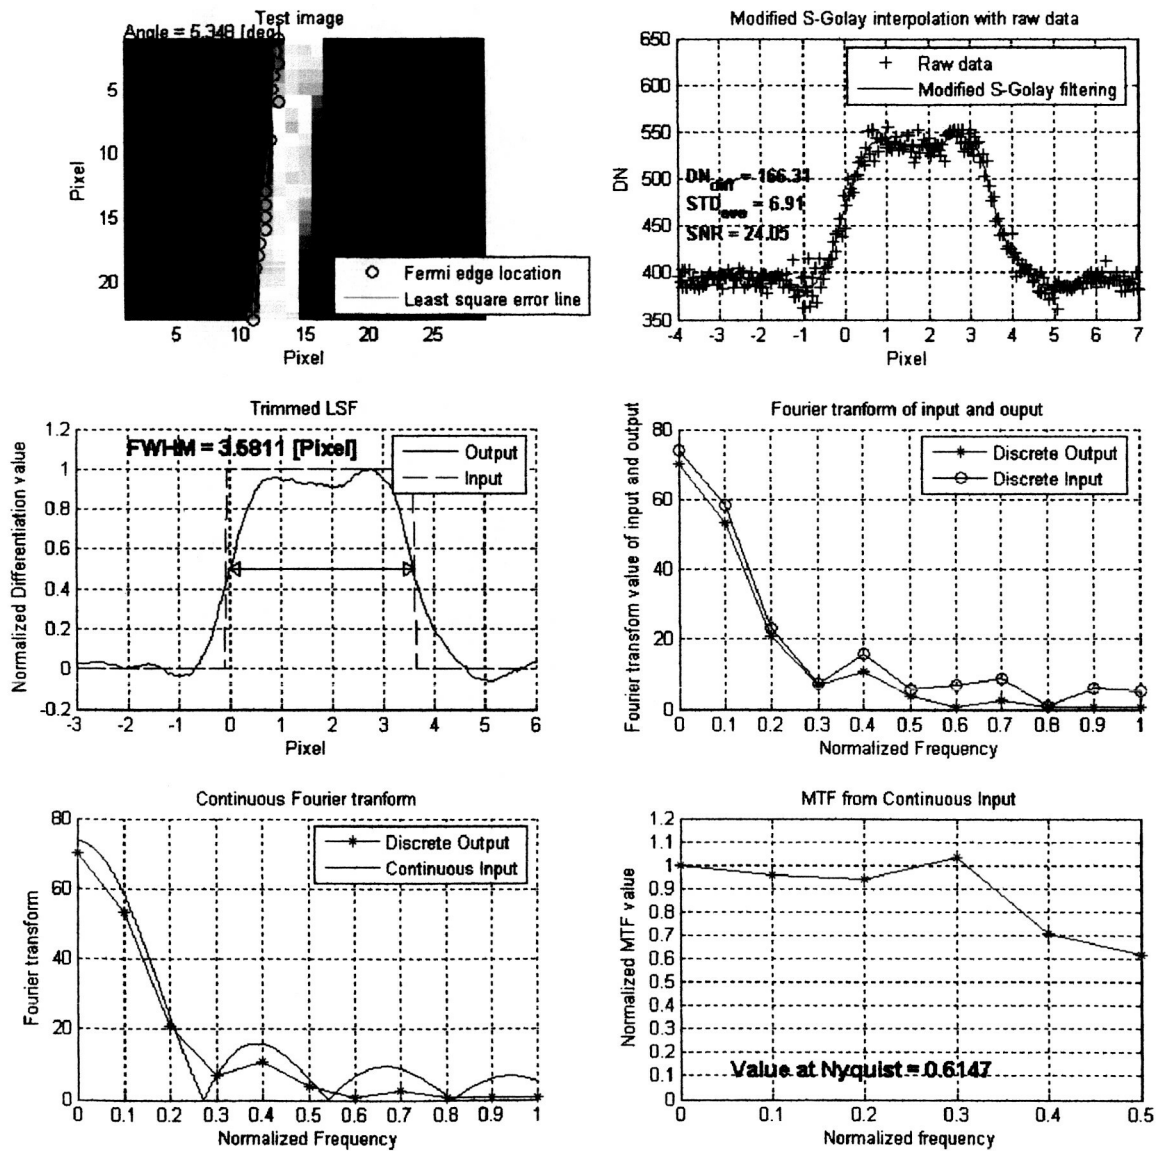 Test image
Angle = 5.348 [deg]
5
10
15
20
Pixel
Fermi edge location
Least square error line
5 10 15 20 25
Pixel
Modified S-Golay interpolation with raw data
650
600
550
500
450
400
350
DN
Raw data
Modified S-Golay filtering
DN diff = 166.31
STD ave = 6.91
SNR = 24.05
-4 -3 -2 -1 0 1 2 3 4 5 6 7
Pixel
Trimmed LSF
1.2
1
0.8
0.6
0.4
0.2
0
-0.2
Normalized Differentiation value
FWHM = 3.5811 [Pixel]
Output
Input
-3 -2 -1 0 1 2 3 4 5 6
Pixel
Fourier tranform of input and ouput
80
60
40
20
0
Fourier transform value of input and output
Discrete Output
Discrete Input
0 0.1 0.2 0.3 0.4 0.5 0.6 0.7 0.8 0.9 1
Normalized Frequency
Continuous Fourier tranform
80
60
40
20
0
Fourier transform
Discrete Output
Continuous Input
0 0.1 0.2 0.3 0.4 0.5 0.6 0.7 0.8 0.9 1
Normalized Frequency
MTF from Continuous Input
1.2
1.1
1
0.9
0.8
0.7
0.6
0.5
0.4
0.3
0.2
0.1
0
Normalized MTF value
Value at Nyquist = 0.6147
0 0.1 0.2 0.3 0.4 0.5
Normalized frequency